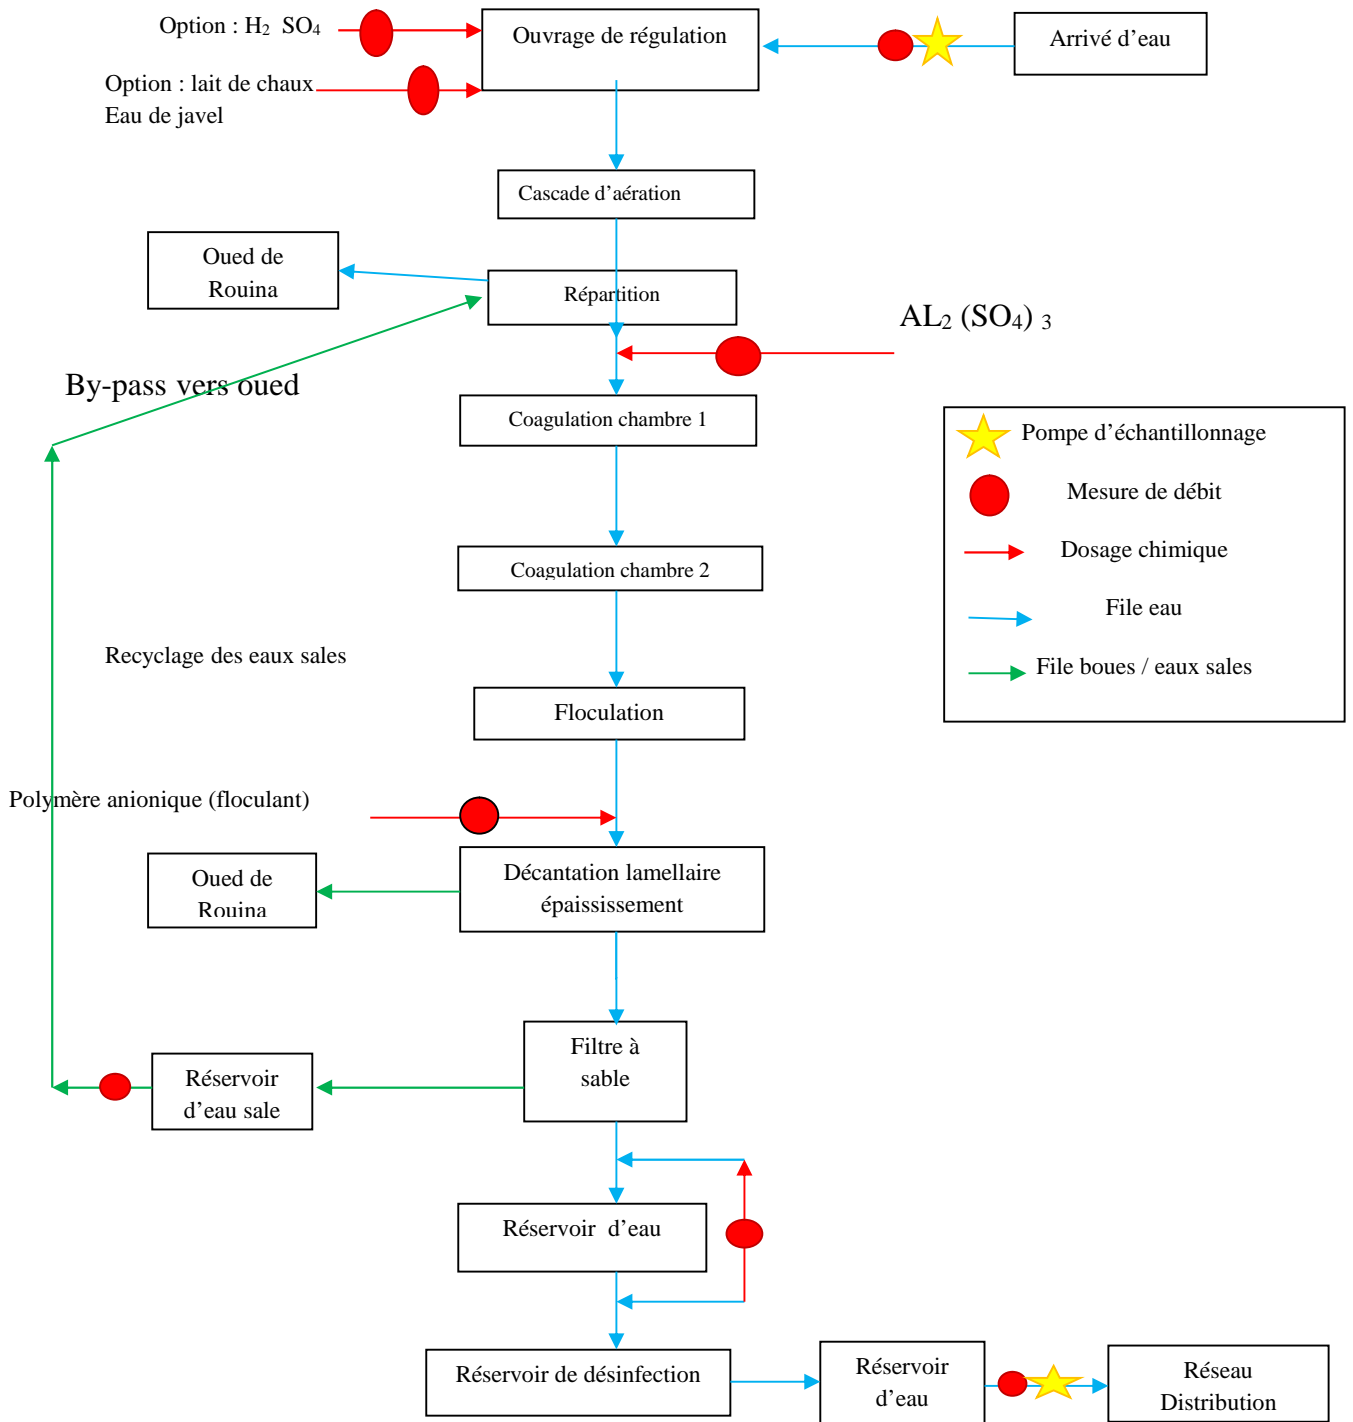 Option : H₂ SO₄
Ouvrage de régulation
Arrivé d’eau
Option : lait de chaux
Eau de javel
Cascade d’aération
Oued de
Rouina
Répartition
AL₂ (SO₄) ₃
By-pass vers oued
Coagulation chambre 1
Pompe d’échantillonnage
Mesure de débit
Dosage chimique
File eau
File boues / eaux sales
Coagulation chambre 2
Recyclage des eaux sales
Floculation
Polymère anionique (floculant)
Décantation lamellaire
épaississement
Oued de
Rouina
Filtre à
sable
Réservoir
d’eau sale
Réservoir d’eau
Réservoir de désinfection
Réservoir
d’eau
Réseau
Distribution